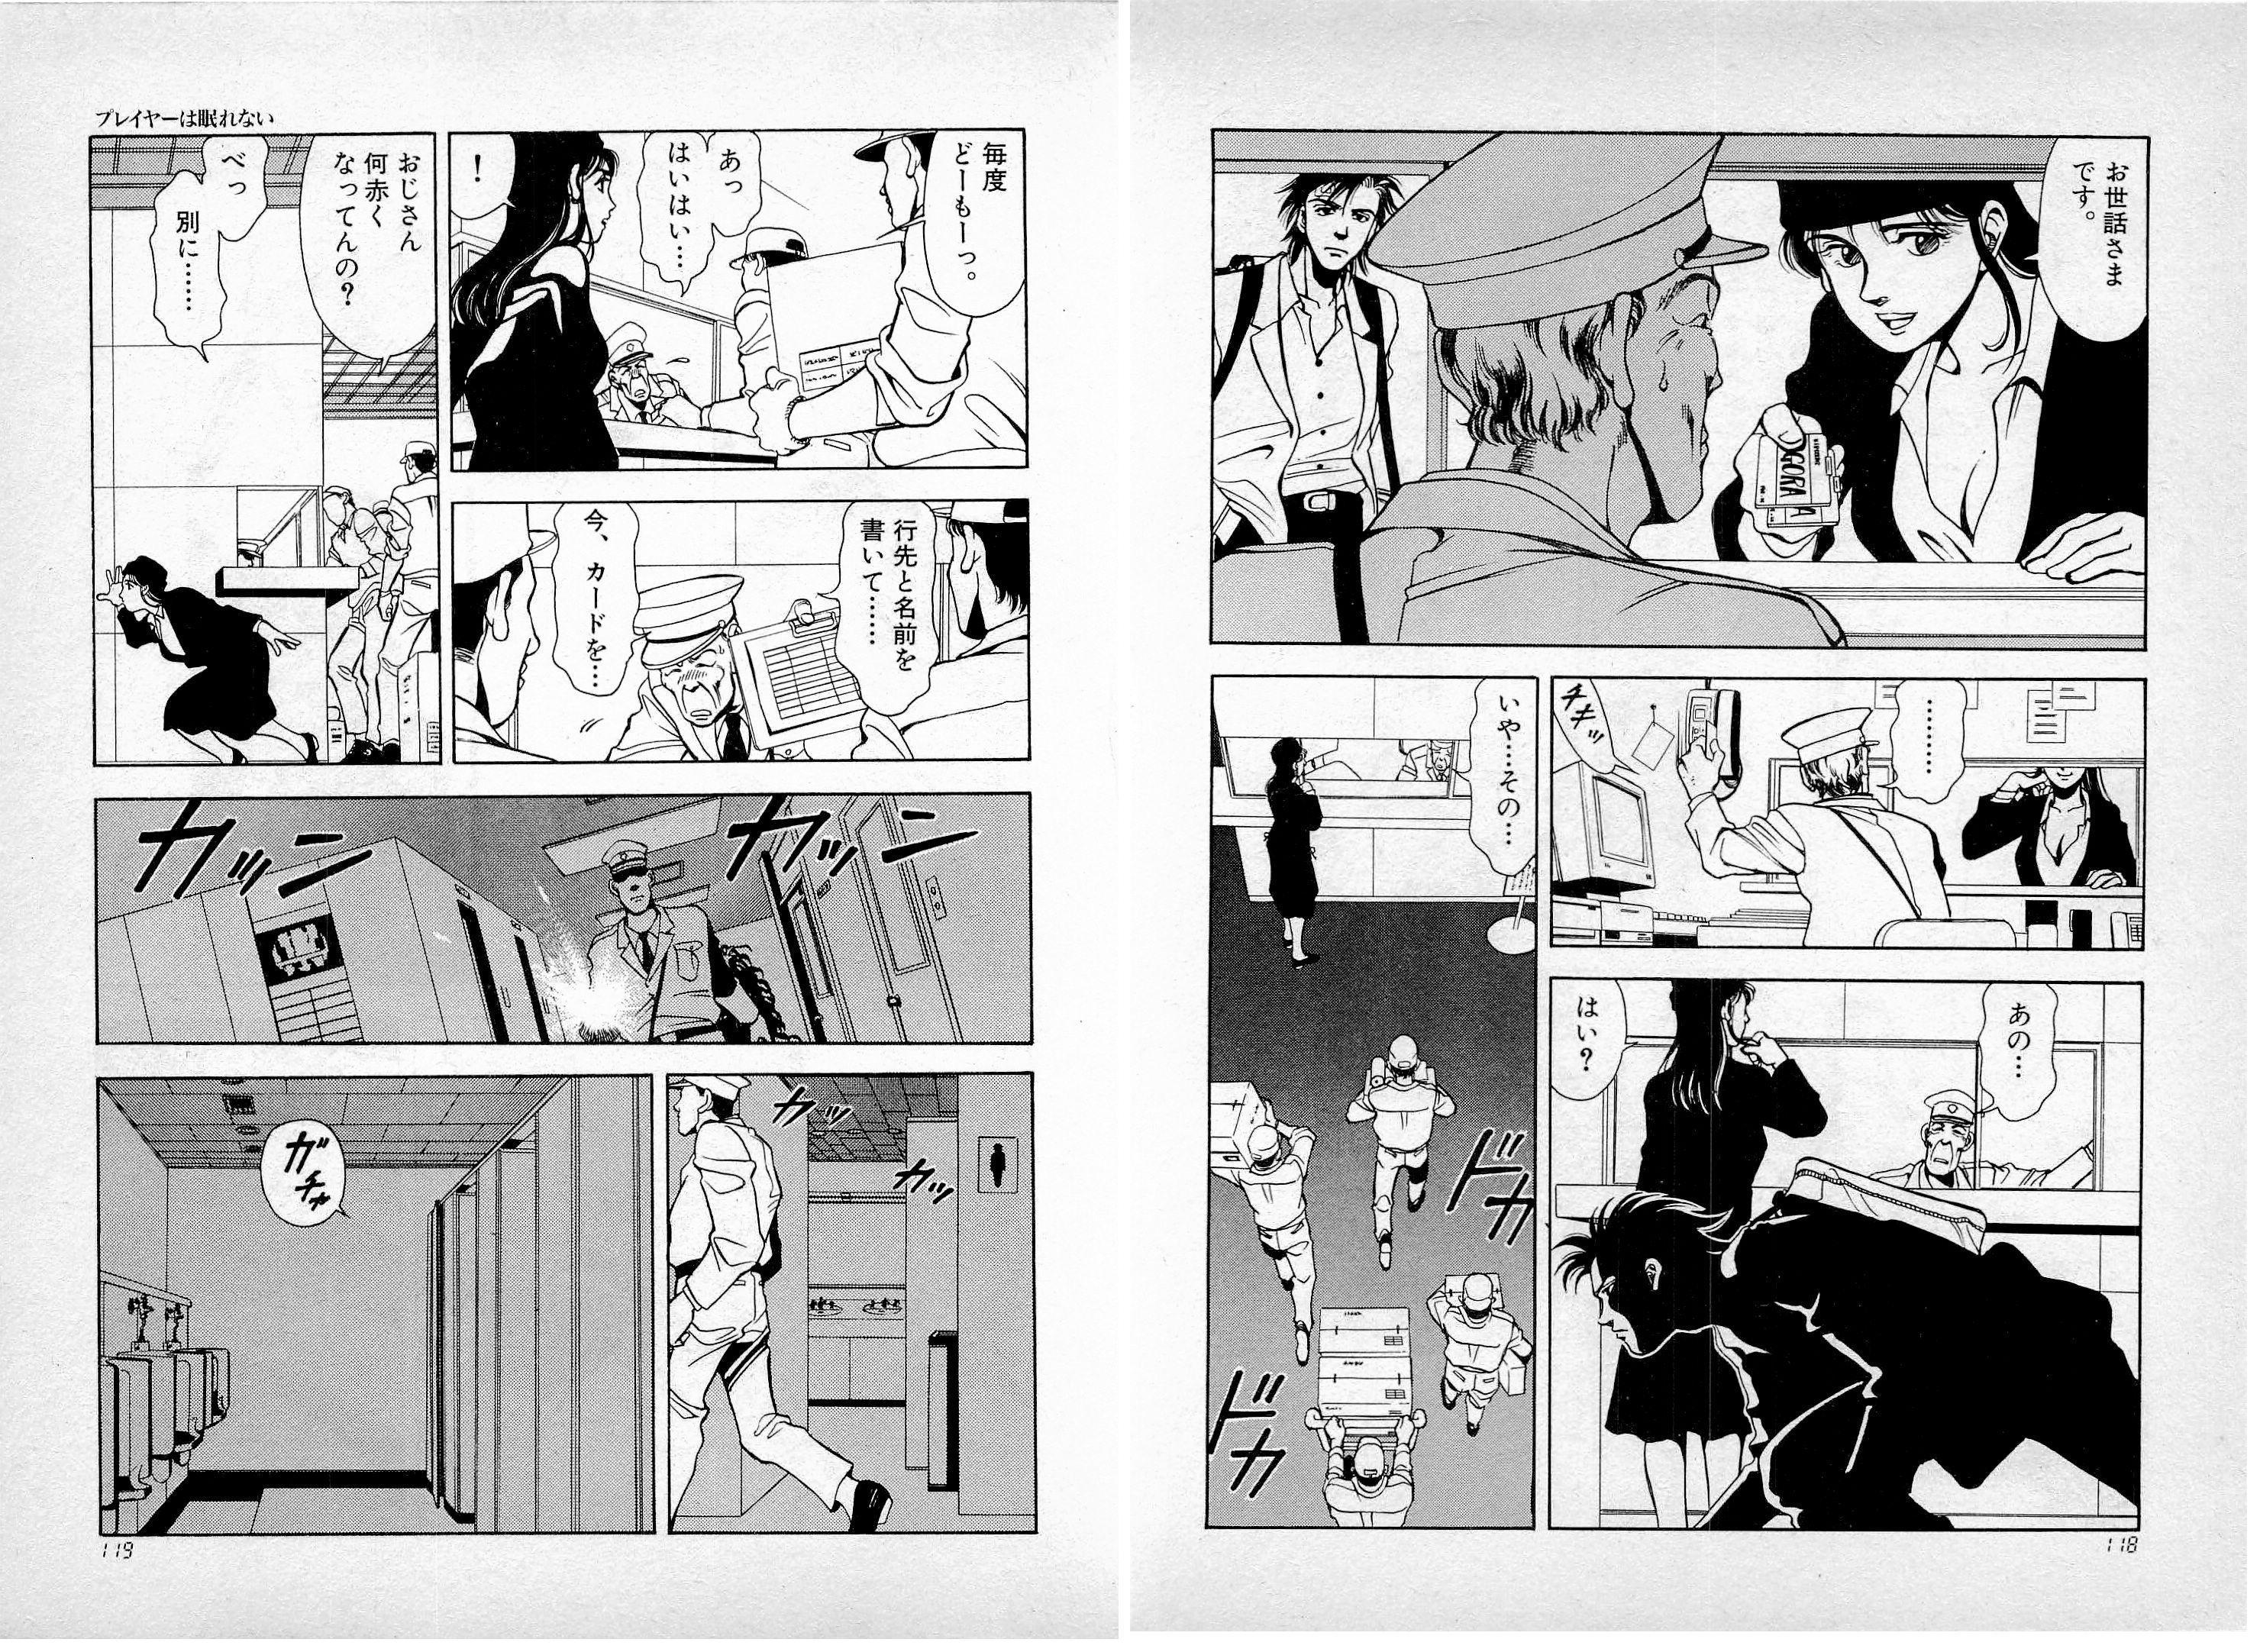 お世話さま
です。
OGORA
………
チキッ
あの…
はい?
いや…その…
ドカ
ドカ
118
プレイヤーは眠れない
毎度
どーもーっ。
あっ
はいはい…
!
行先と名前を
書いて……
今、カードを…
おじさん
何赤く
なってんの?
べっ
別に……
カッン
カッン
カッ
カッ
ガチャ
119